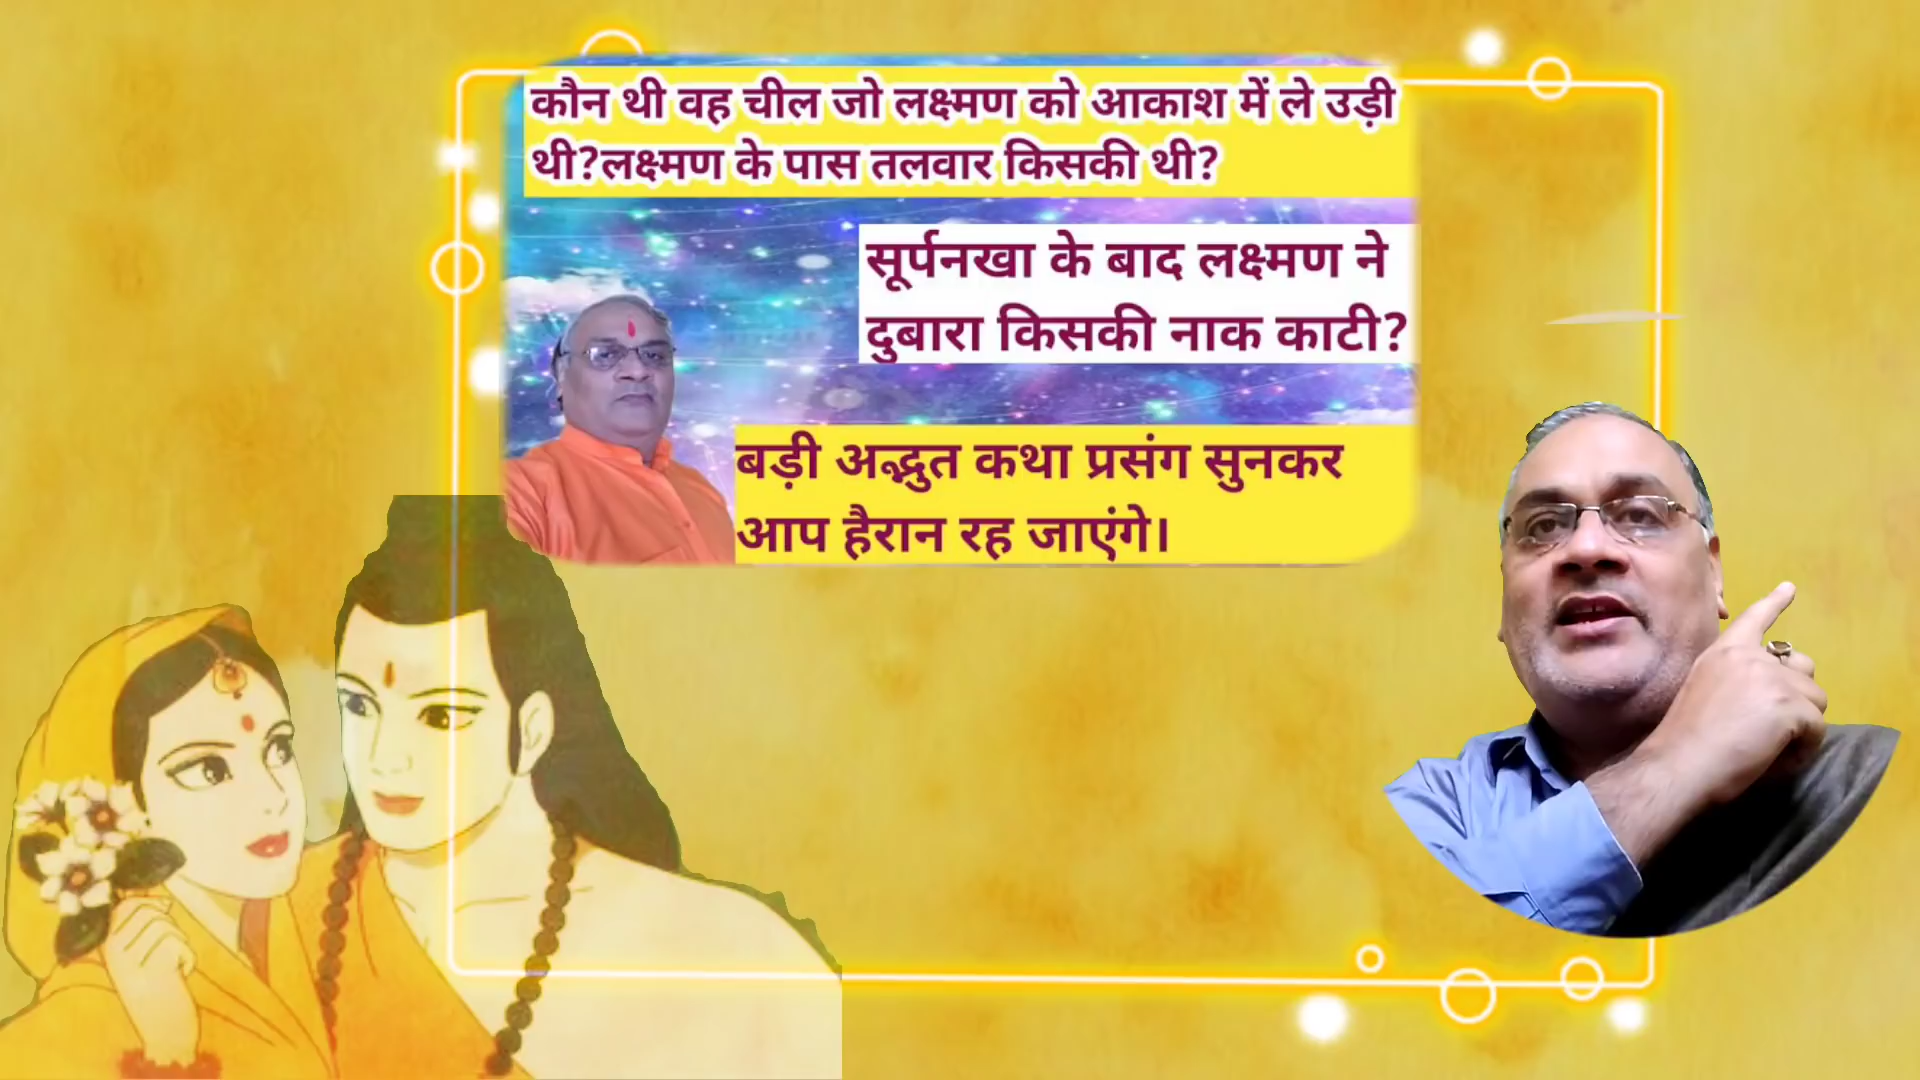 कौन थी वह चील जो लक्ष्मण को आकाश में ले उड़ी
थी?लक्ष्मण के पास तलवार किसकी थी?
सूर्पनखा के बाद लक्ष्मण ने
दुबारा किसकी नाक काटी?
बड़ी अद्भुत कथा प्रसंग सुनकर
आप हैरान रह जाएंगे।